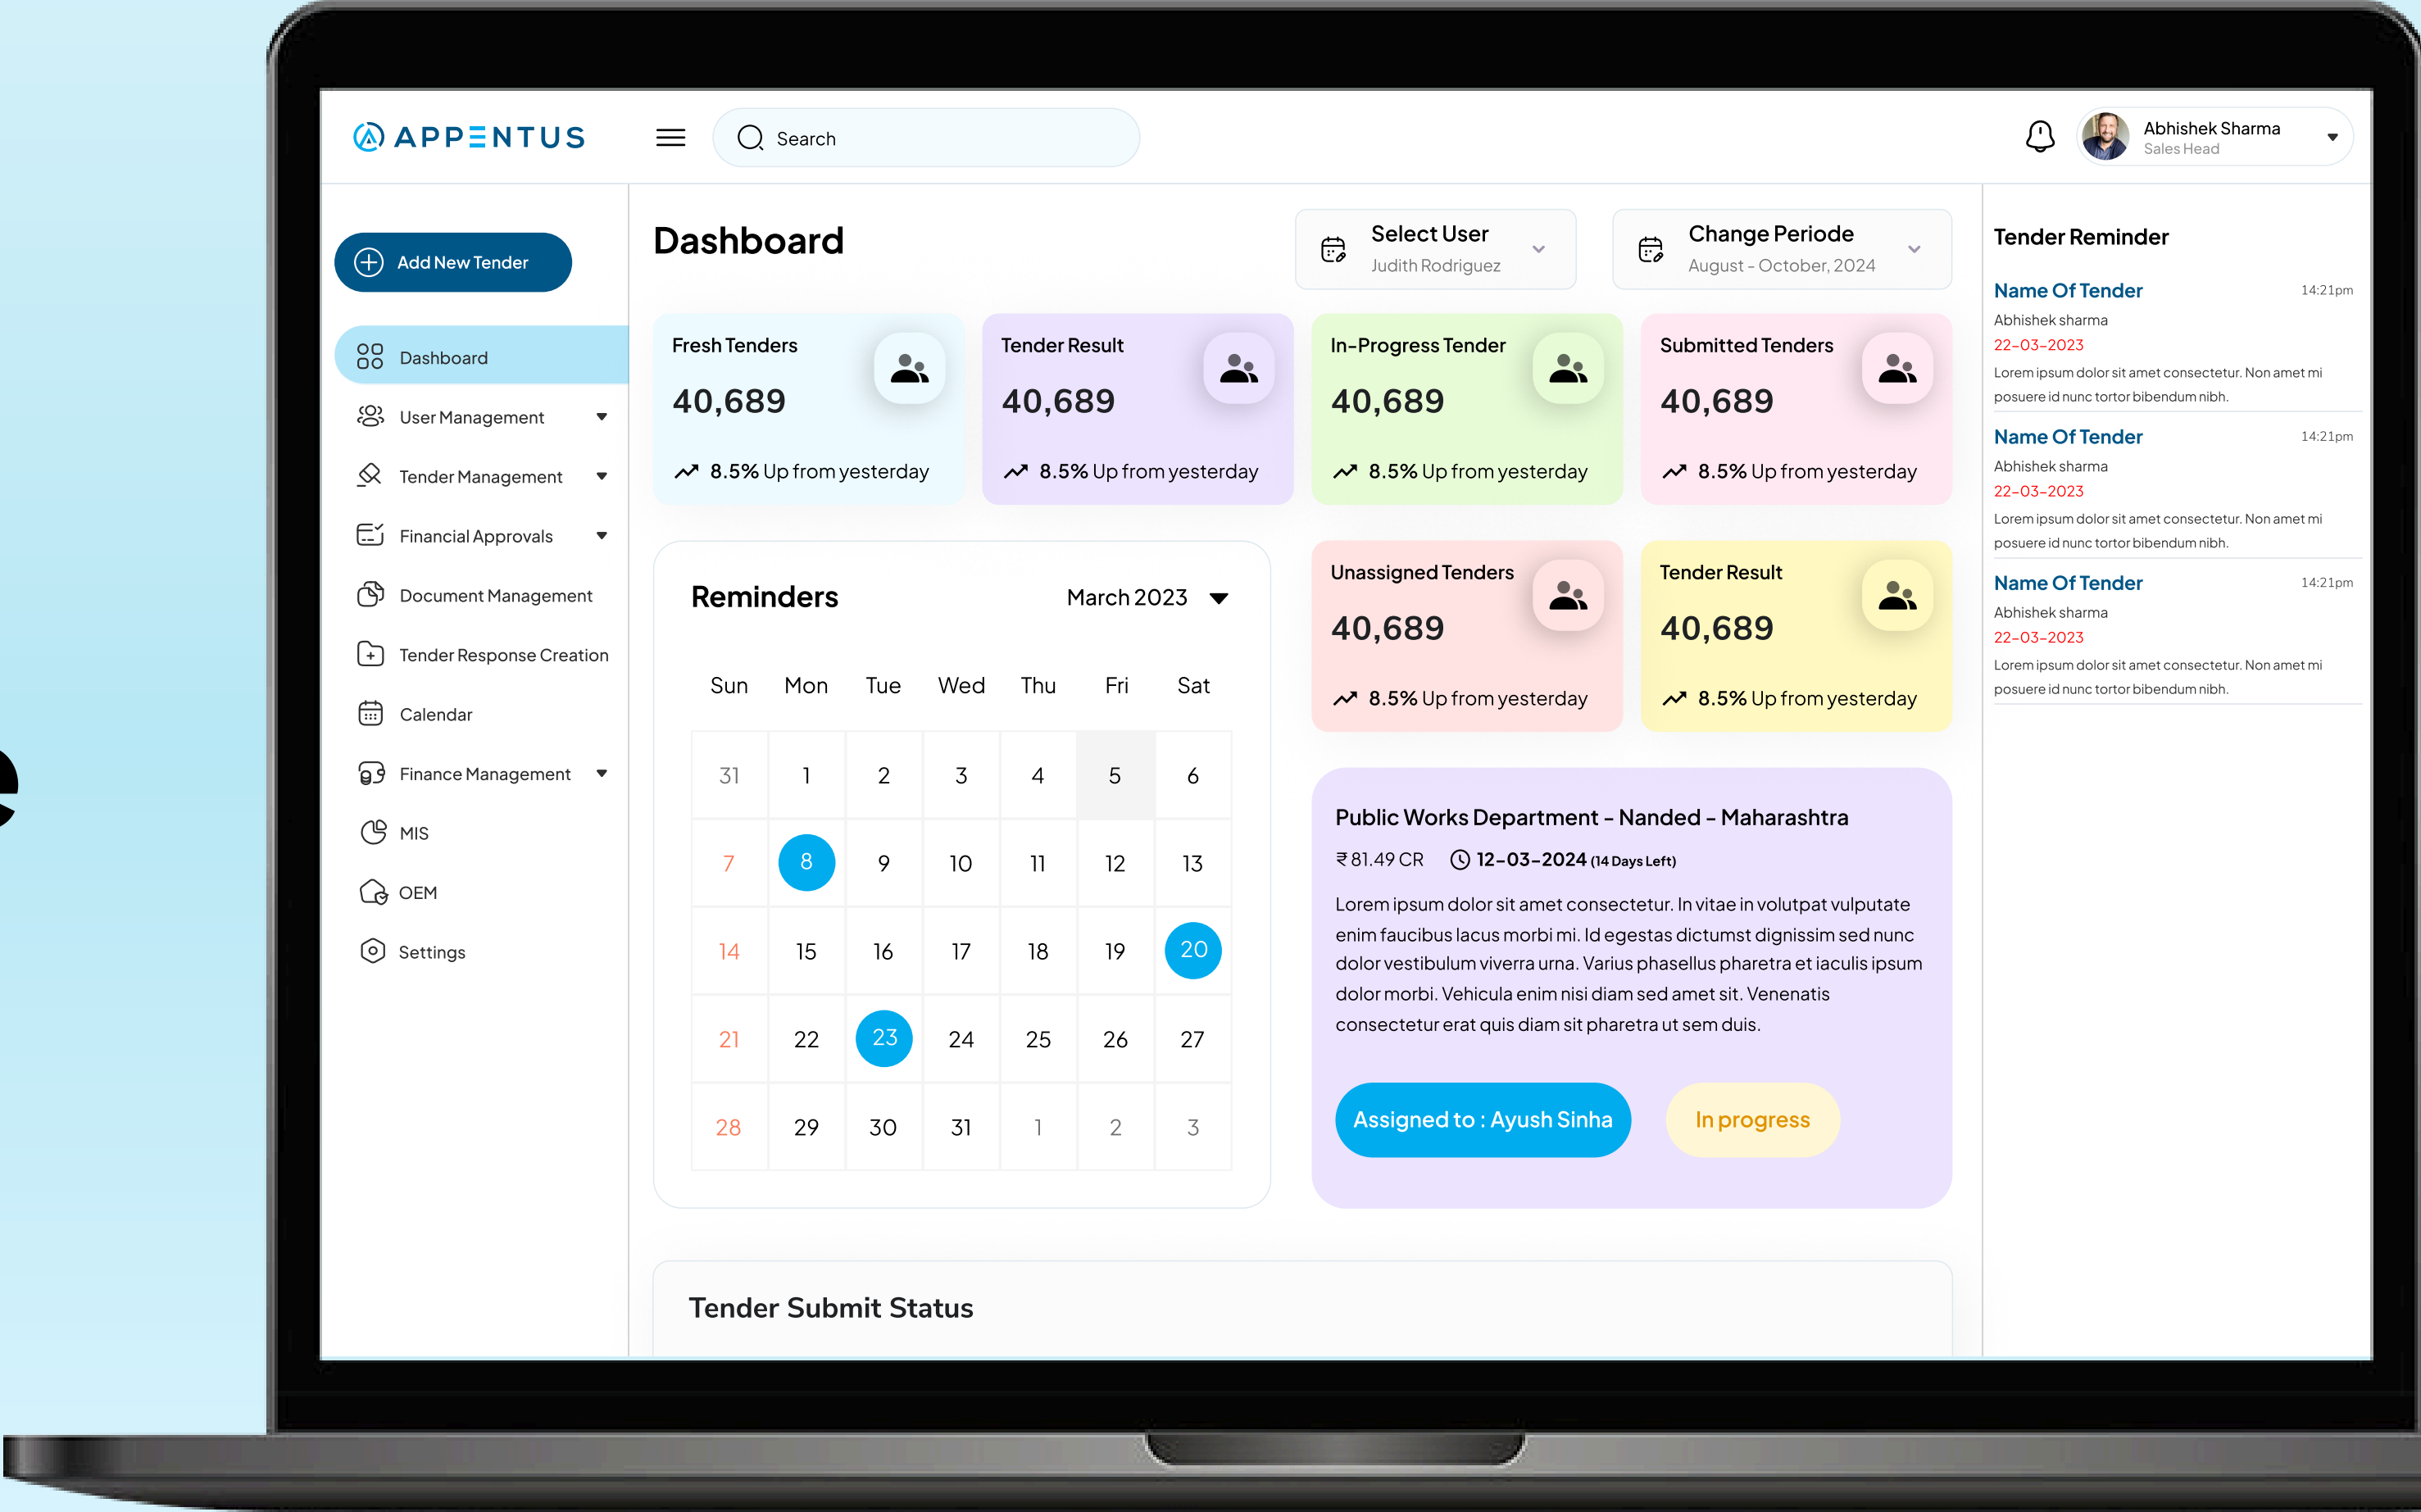 APPENTUS
Search
Abhishek Sharma
Sales Head
Add New Tender
Dashboard
User Management
Tender Management
Financial Approvals
Document Management
Tender Response Creation
Calendar
Finance Management
MIS
OEM
Settings
Dashboard
Select User
Judith Rodriguez
Change Periode
August - October, 2024
Fresh Tenders
40,689
8.5% Up from yesterday
Tender Result
40,689
8.5% Up from yesterday
In-Progress Tender
40,689
8.5% Up from yesterday
Submitted Tenders
40,689
8.5% Up from yesterday
Reminders
March 2023
Sun Mon Tue Wed Thu Fri Sat
31 1 2 3 4 5 6
7 8 9 10 11 12 13
14 15 16 17 18 19 20
21 22 23 24 25 26 27
28 29 30 31 1 2 3
Unassigned Tenders
40,689
8.5% Up from yesterday
Tender Result
40,689
8.5% Up from yesterday
Public Works Department - Nanded - Maharashtra
₹ 81.49 CR 12-03-2024 (14 Days Left)
Lorem ipsum dolor sit amet consectetur. In vitae in volutpat vulputate
enim faucibus lacus morbi mi. Id egestas dictumst dignissim sed nunc
dolor vestibulum viverra urna. Varius phasellus pharetra et iaculis ipsum
dolor morbi. Vehicula enim nisi diam sed amet sit. Venenatis
consectetur erat quis diam sit pharetra ut sem duis.
Assigned to : Ayush Sinha
In progress
Tender Submit Status
Tender Reminder
Name Of Tender 14:21pm
Abhishek sharma
22-03-2023
Lorem ipsum dolor sit amet consectetur. Non amet mi
posuere id nunc tortor bibendum nibh.
Name Of Tender 14:21pm
Abhishek sharma
22-03-2023
Lorem ipsum dolor sit amet consectetur. Non amet mi
posuere id nunc tortor bibendum nibh.
Name Of Tender 14:21pm
Abhishek sharma
22-03-2023
Lorem ipsum dolor sit amet consectetur. Non amet mi
posuere id nunc tortor bibendum nibh.